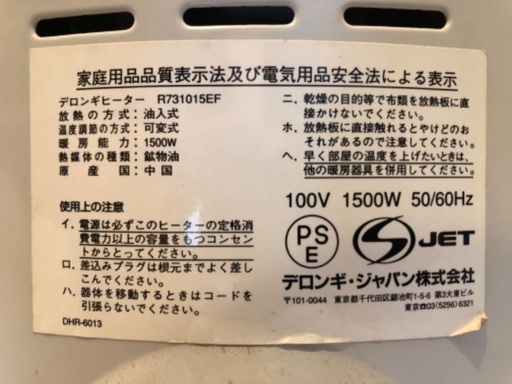 家庭用品品質表示法及び電気用品安全法による表示
デロンギヒーター R731015EF
放熱の方式：油入式
温度調節の方式：可変式
暖房能力：1500W
熱媒体の種類：鉱物油
原産国：中国
使用上の注意
イ. 電源は必ずこのヒーターの定格消
費電力以上の容量をもつコンセン
トからとってください。
ロ. 差込みプラグは根元までよく差し
こんでください。
ハ. 器体を移動するときはコードを
引張らないでください。
DHR-6013
ニ. 乾燥の目的等で布類を放熱板に直
接かけないでください。
ホ. 放熱板に直接触れるとやけどのお
それがあるので注意してください。
ヘ. 早く部屋の温度を上げたいときは、
他の暖房器具を併用してください。
100V 1500W 50/60Hz
PS
E
S JET
デロンギ・ジャパン株式会社
〒101-0044 東京都千代田区鍛冶町1-5-6 第3大東ビル
東京☎03(5256)6321